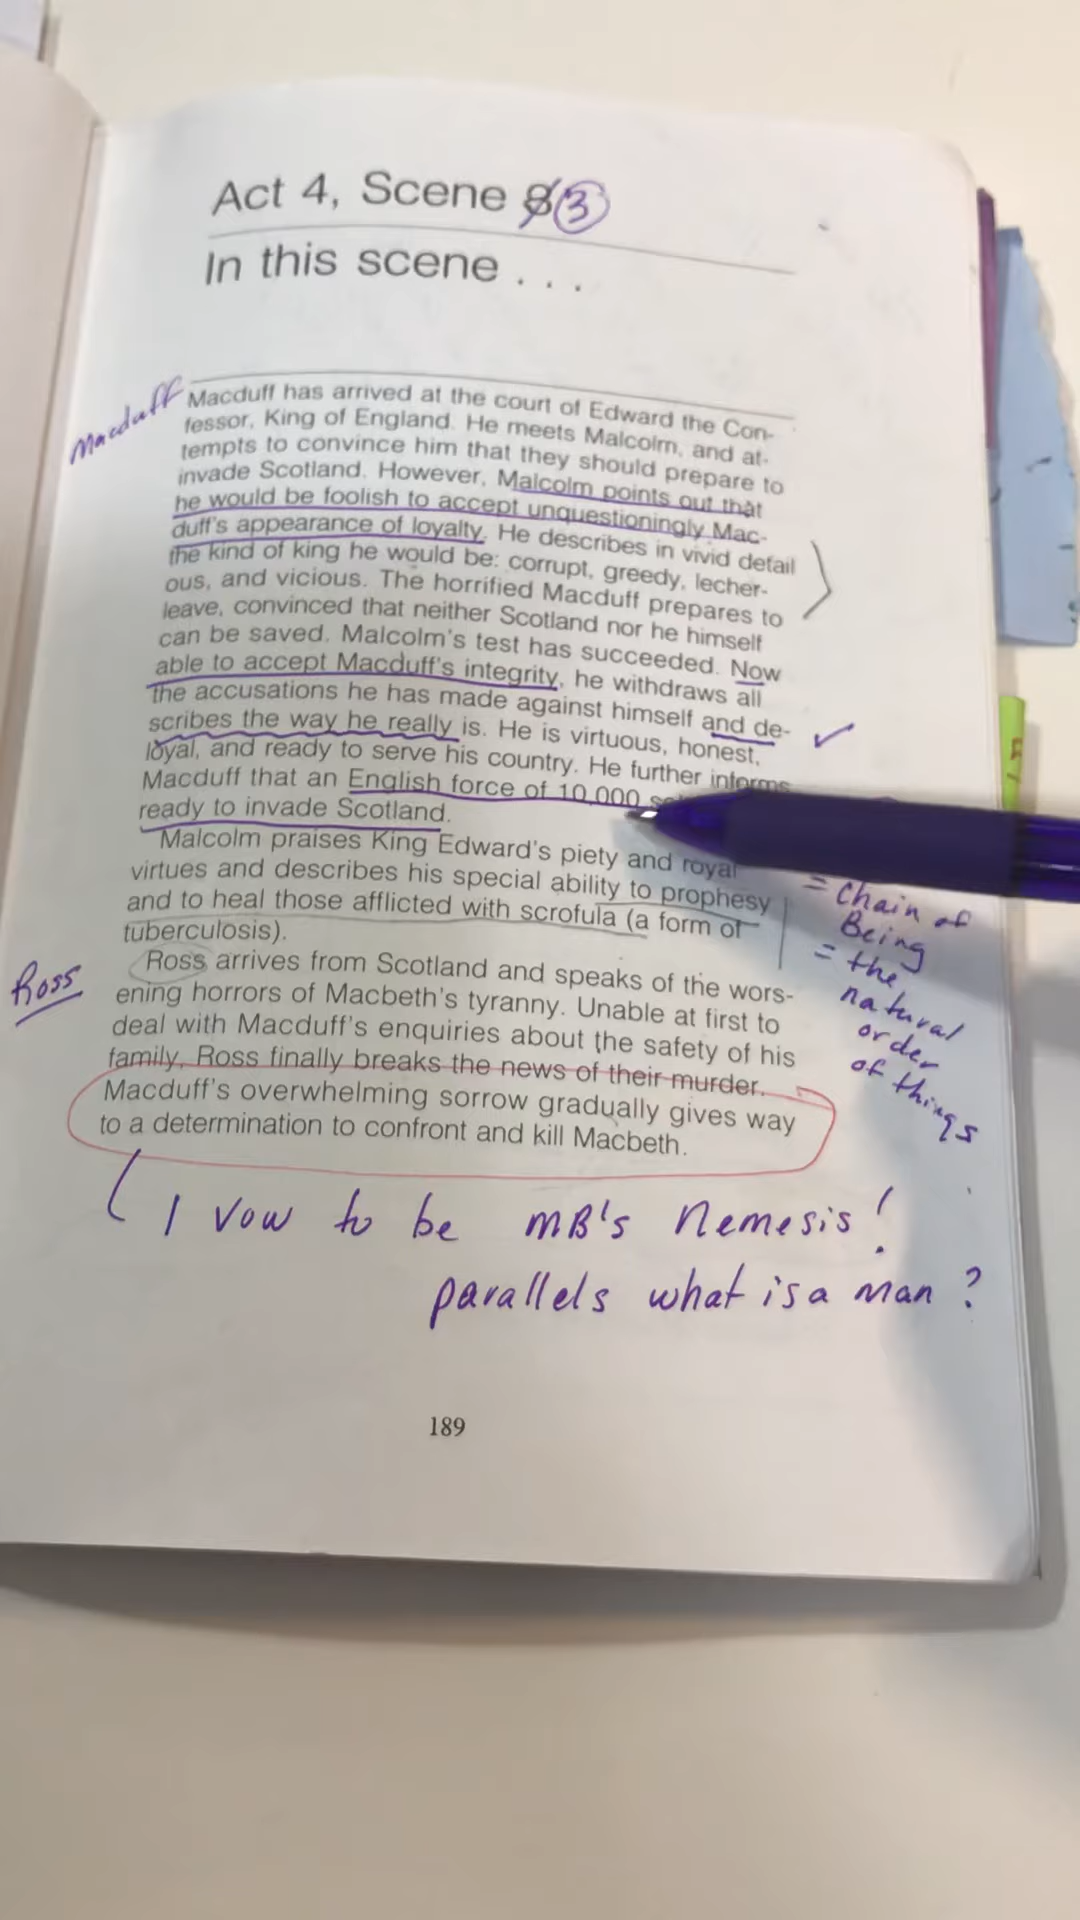 Act 4, Scene 8 3
In this scene . . .
Macduff
Macduff has arrived at the court of Edward the Con-
fessor, King of England. He meets Malcolm, and at-
tempts to convince him that they should prepare to
invade Scotland. However, Malcolm points out that
he would be foolish to accept unquestioningly Mac-
duff's appearance of loyalty. He describes in vivid detail
the kind of king he would be: corrupt, greedy, lecher-
ous, and vicious. The horrified Macduff prepares to
leave, convinced that neither Scotland nor he himself
can be saved. Malcolm's test has succeeded. Now
able to accept Macduff's integrity, he withdraws all
the accusations he has made against himself and de-
scribes the way he really is. He is virtuous, honest,
loyal, and ready to serve his country. He further informs
Macduff that an English force of 10,000
ready to invade Scotland.
Malcolm praises King Edward's piety and royal
virtues and describes his special ability to prophesy
and to heal those afflicted with scrofula (a form of
tuberculosis).
= Chain of
Being
= the
natural
order
of things
Ross
Ross arrives from Scotland and speaks of the wors-
ening horrors of Macbeth's tyranny. Unable at first to
deal with Macduff's enquiries about the safety of his
family, Ross finally breaks the news of their murder.
Macduff's overwhelming sorrow gradually gives way
to a determination to confront and kill Macbeth.
I vow to be MB's nemesis!
parallels what is a man?
189